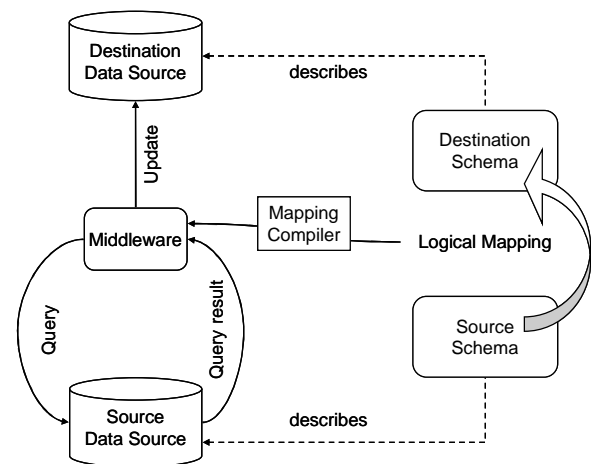 Destination
Data Source
describes
Destination
Schema
Update
Mapping
Compiler
Middleware
Logical Mapping
Query
Query result
Source
Schema
Source
Data Source
describes